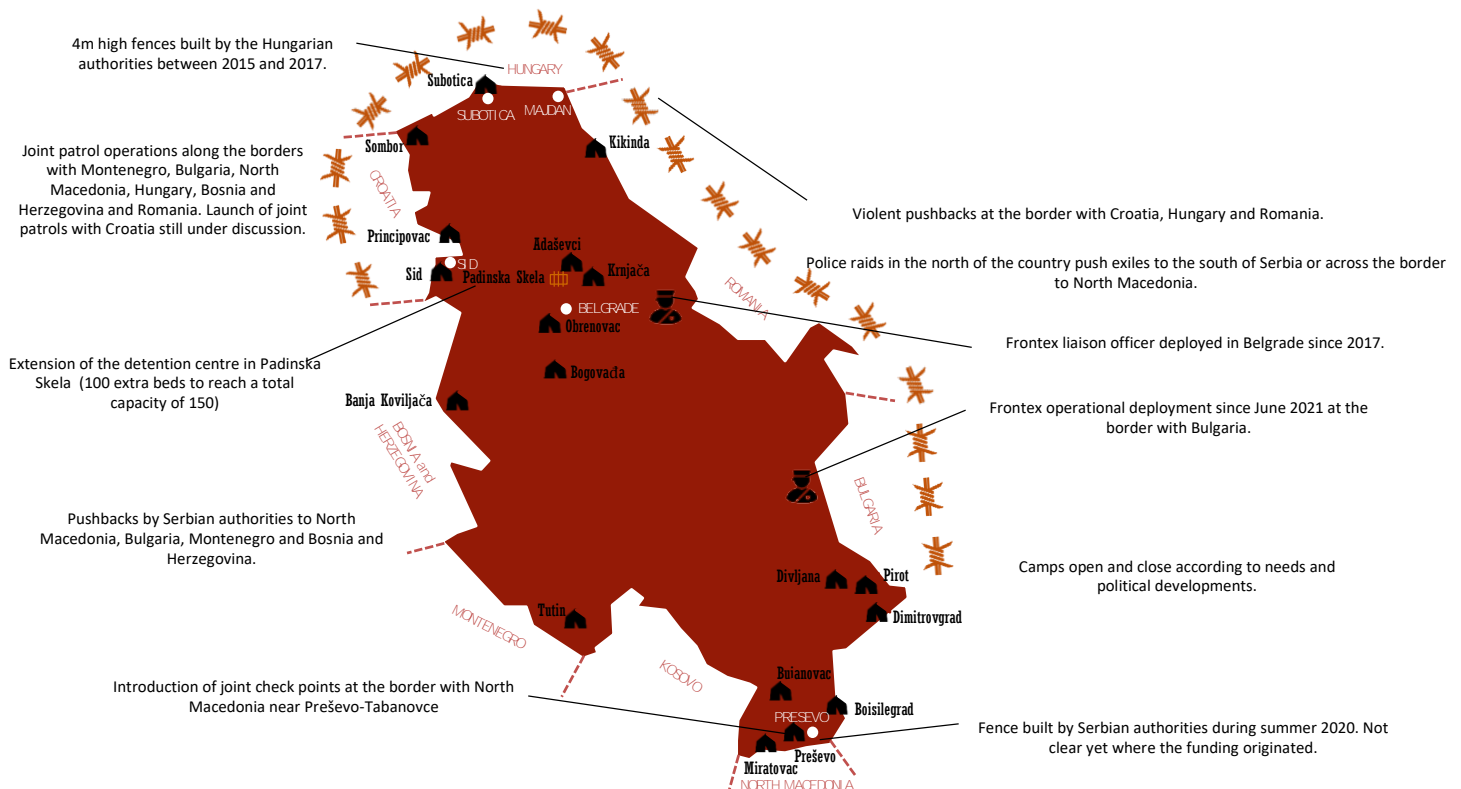 4m high fences built by the Hungarian
authorities between 2015 and 2017.
HUNGARY
Subotica
SUBOTICA
MAJDAN
Sombor
Kikinda
Joint patrol operations along the borders
with Montenegro, Bulgaria, North
Macedonia, Hungary, Bosnia and
Herzegovina and Romania. Launch of joint
patrols with Croatia still under discussion.
CROATIA
Violent pushbacks at the border with Croatia, Hungary and Romania.
Principovac
Adaševci
SID
Sid
Padinska Skela
Krnjača
Police raids in the north of the country push exiles to the south of Serbia or across the border
to North Macedonia.
ROMANIA
BELGRADE
Obrenovac
Frontex liaison officer deployed in Belgrade since 2017.
Extension of the detention centre in Padinska
Skela (100 extra beds to reach a total
capacity of 150)
Bogovađa
Banja Koviljača
Frontex operational deployment since June 2021 at the
border with Bulgaria.
BOSNIA and
HERZEGOVINA
BULGARIA
Pushbacks by Serbian authorities to North
Macedonia, Bulgaria, Montenegro and Bosnia and
Herzegovina.
Camps open and close according to needs and
political developments.
Divljana
Pirot
Dimitrovgrad
Tutin
MONTENEGRO
KOSOVO
Introduction of joint check points at the border with North
Macedonia near Preševo-Tabanovce
Bujanovac
Boisilegrad
PRESEVO
Fence built by Serbian authorities during summer 2020. Not
clear yet where the funding originated.
Preševo
Miratovac
NORTH MACEDONIA